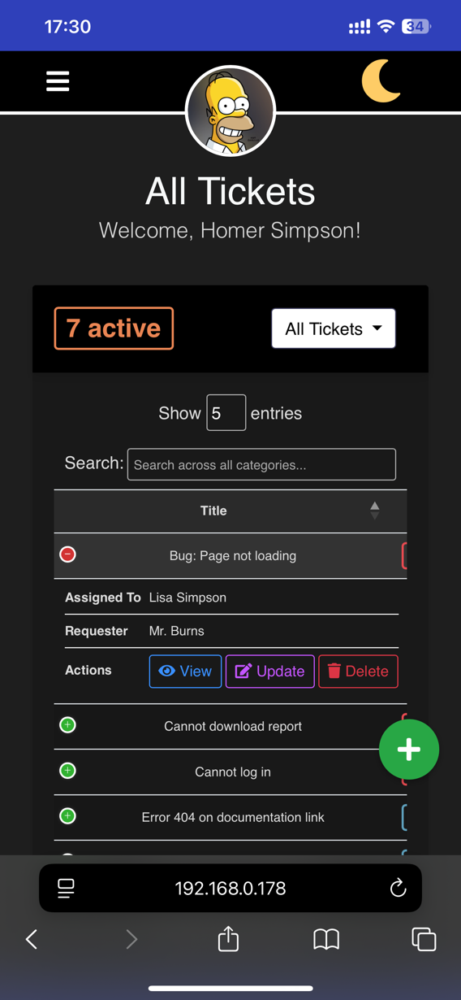 17:30
34
All Tickets
Welcome, Homer Simpson!
7 active
All Tickets
Show 5 entries
Search: Search across all categories...
Title
Bug: Page not loading
Assigned To Lisa Simpson
Requester Mr. Burns
Actions View Update Delete
Cannot download report
Cannot log in
Error 404 on documentation link
192.168.0.178